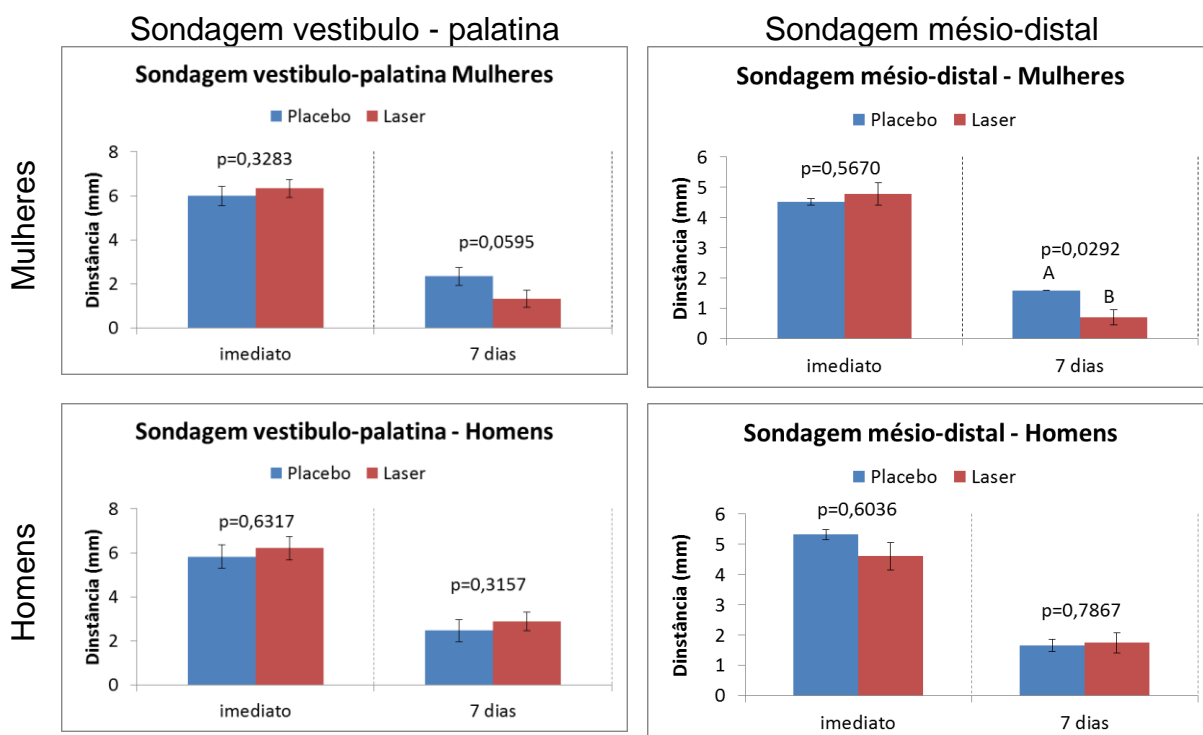 Sondagem vestibulo - palatina
Sondagem mésio-distal
Mulheres
Sondagem vestibulo-palatina Mulheres
Placebo Laser
Dinstância (mm)
8
6
4
2
0
p=0,3283
p=0,0595
imediato
7 dias
Sondagem mésio-distal - Mulheres
Placebo Laser
Dinstância (mm)
6
5
4
3
2
1
0
p=0,5670
p=0,0292
A
B
imediato
7 dias
Homens
Sondagem vestibulo-palatina - Homens
Placebo Laser
Dinstância (mm)
8
6
4
2
0
p=0,6317
p=0,3157
imediato
7 dias
Sondagem mésio-distal - Homens
Placebo Laser
Dinstância (mm)
6
5
4
3
2
1
0
p=0,6036
p=0,7867
imediato
7 dias